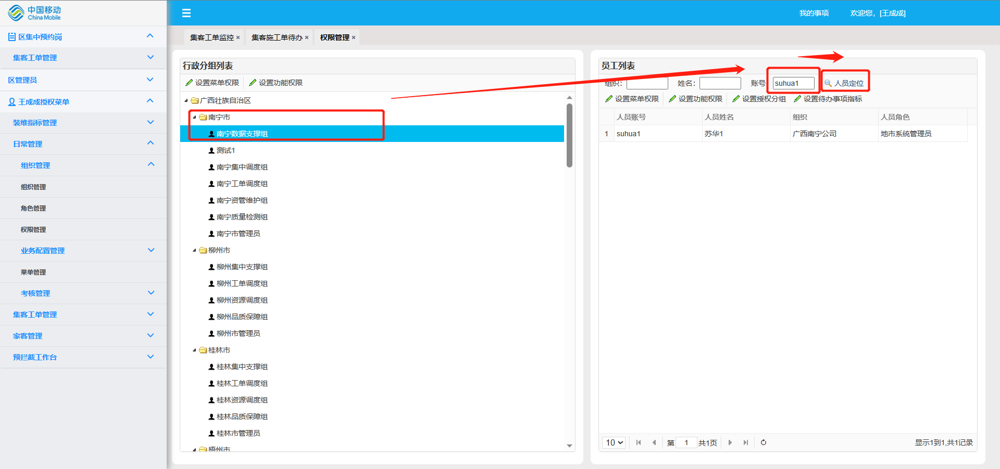 中国移动
China Mobile
我的事项 欢迎您，[王成成]
区集中预约岗
集客工单管理
区管理员
王成成授权菜单
装维指标管理
日常管理
组织管理
组织管理
角色管理
权限管理
业务配置管理
菜单管理
考核管理
集客工单管理
家客管理
预拦截工作台
集客工单监控 × 集客施工单待办 × 权限管理 ×
行政分组列表
设置菜单权限 设置功能权限
广西壮族自治区
南宁市
南宁数据支撑组
测试1
南宁集中调度组
南宁工单调度组
南宁资管维护组
南宁质量检测组
南宁市管理员
柳州市
柳州集中支撑组
柳州工单调度组
柳州资源调度组
柳州品质保障组
柳州市管理员
桂林市
桂林集中支撑组
桂林工单调度组
桂林资源调度组
桂林品质保障组
桂林市管理员
梧州市
员工列表
组织： 姓名： 账号 suhua1 人员定位
设置菜单权限 设置功能权限 设置授权分组 设置待办事项指标
人员账号 人员姓名 组织 人员角色
1 suhua1 苏华1 广西南宁公司 地市系统管理员
10 第 1 共1页 显示1到1,共1记录